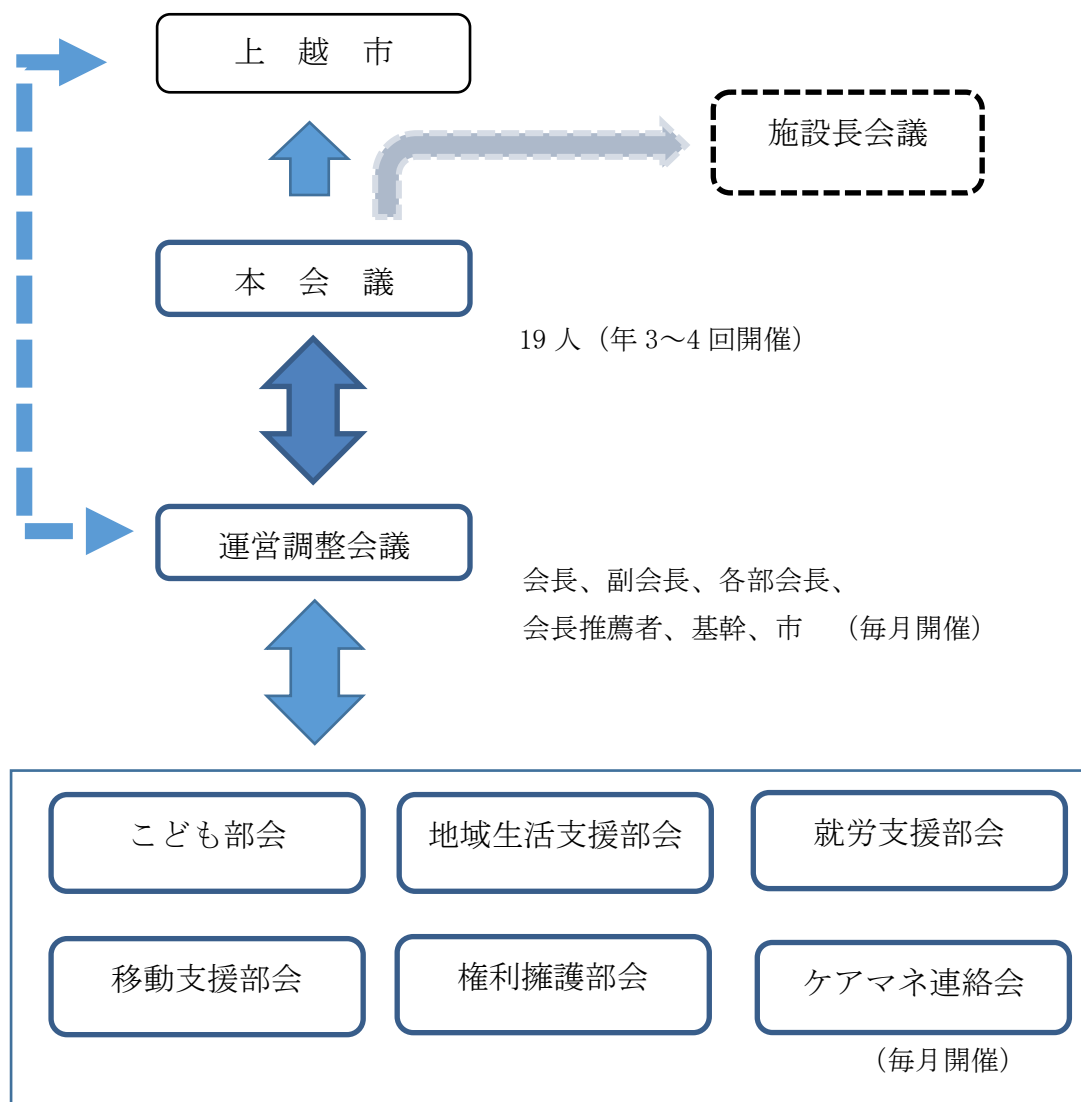 上　越　市
施設長会議
本　会　議
19 人（年 3～4 回開催）
運営調整会議
会長、副会長、各部会長、
会長推薦者、基幹、市　（毎月開催）
こども部会
地域生活支援部会
就労支援部会
移動支援部会
権利擁護部会
ケアマネ連絡会
（毎月開催）